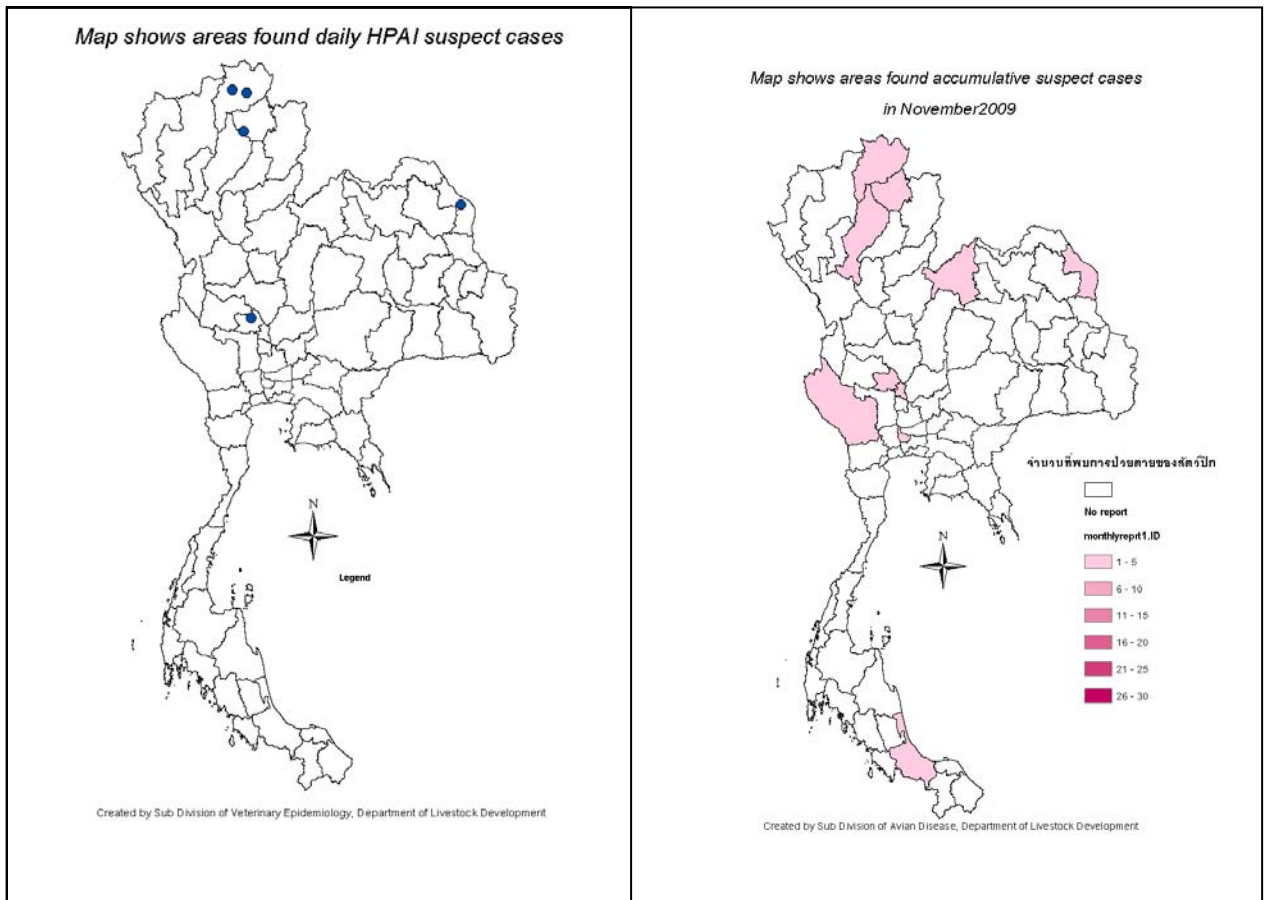 Map shows areas found daily HPAI suspect cases
N
Legend
Created by Sub Division of Veterinary Epidemiology, Department of Livestock Development
Map shows areas found accumulative suspect cases
in November2009
จำนวนที่พบการป่วยตายของสัตว์ปีก
No report
monthlyreprt1.ID
N
1 - 5
6 - 10
11 - 15
16 - 20
21 - 25
26 - 30
Created by Sub Division of Avian Disease, Department of Livestock Development